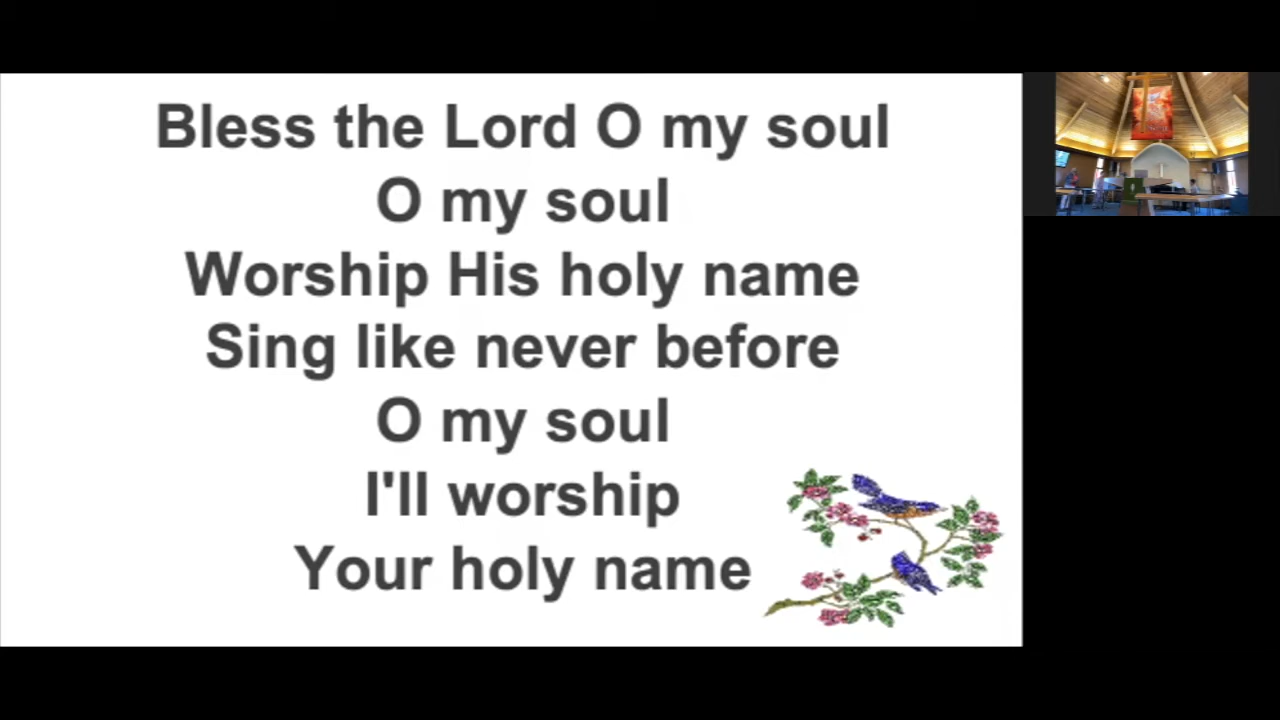 Bless the Lord O my soul
O my soul
Worship His holy name
Sing like never before
O my soul
I'll worship
Your holy name